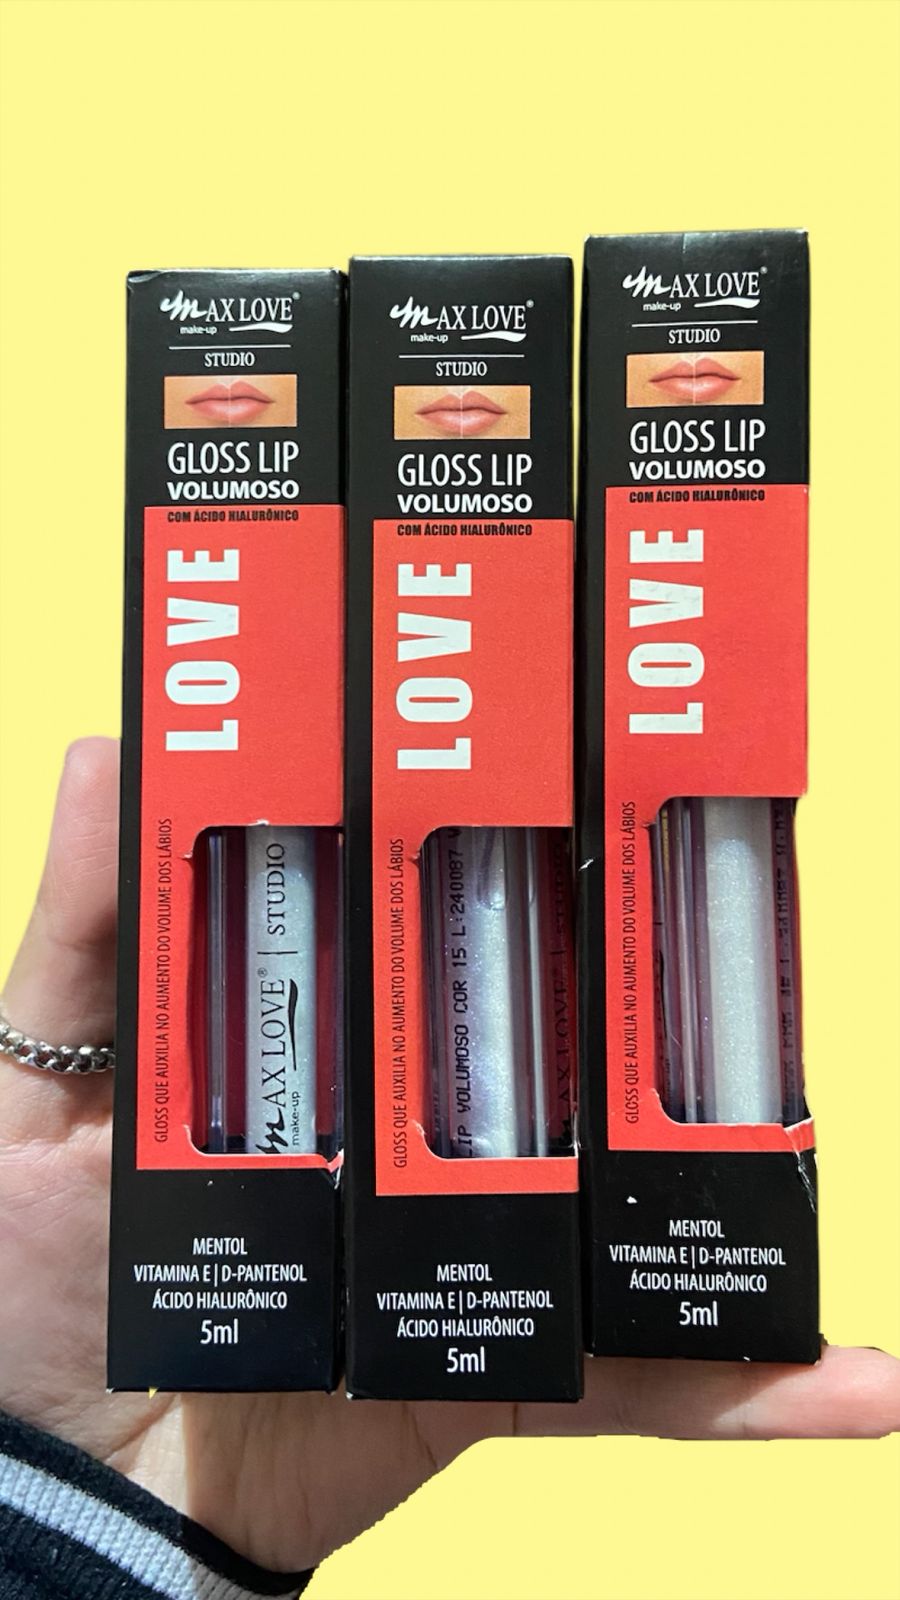 MAX LOVE®
make-up
STUDIO
GLOSS LIP
VOLUMOSO
COM ÁCIDO HIALURÔNICO
LOVE
GLOSS QUE AUXILIA NO AUMENTO DO VOLUME DOS LÁBIOS
MAX LOVE® | STUDIO
make-up
MENTOL
VITAMINA E | D-PANTENOL
ÁCIDO HIALURÔNICO
5ml
MAX LOVE®
make-up
STUDIO
GLOSS LIP
VOLUMOSO
COM ÁCIDO HIALURÔNICO
LOVE
GLOSS QUE AUXILIA NO AUMENTO DO VOLUME DOS LÁBIOS
LIP VOLUMOSO COR 15 L:240087 V
MAX LOVE | STUDIO
MENTOL
VITAMINA E | D-PANTENOL
ÁCIDO HIALURÔNICO
5ml
MAX LOVE®
make-up
STUDIO
GLOSS LIP
VOLUMOSO
COM ÁCIDO HIALURÔNICO
LOVE
GLOSS QUE AUXILIA NO AUMENTO DO VOLUME DOS LÁBIOS
MENTOL
VITAMINA E | D-PANTENOL
ÁCIDO HIALURÔNICO
5ml